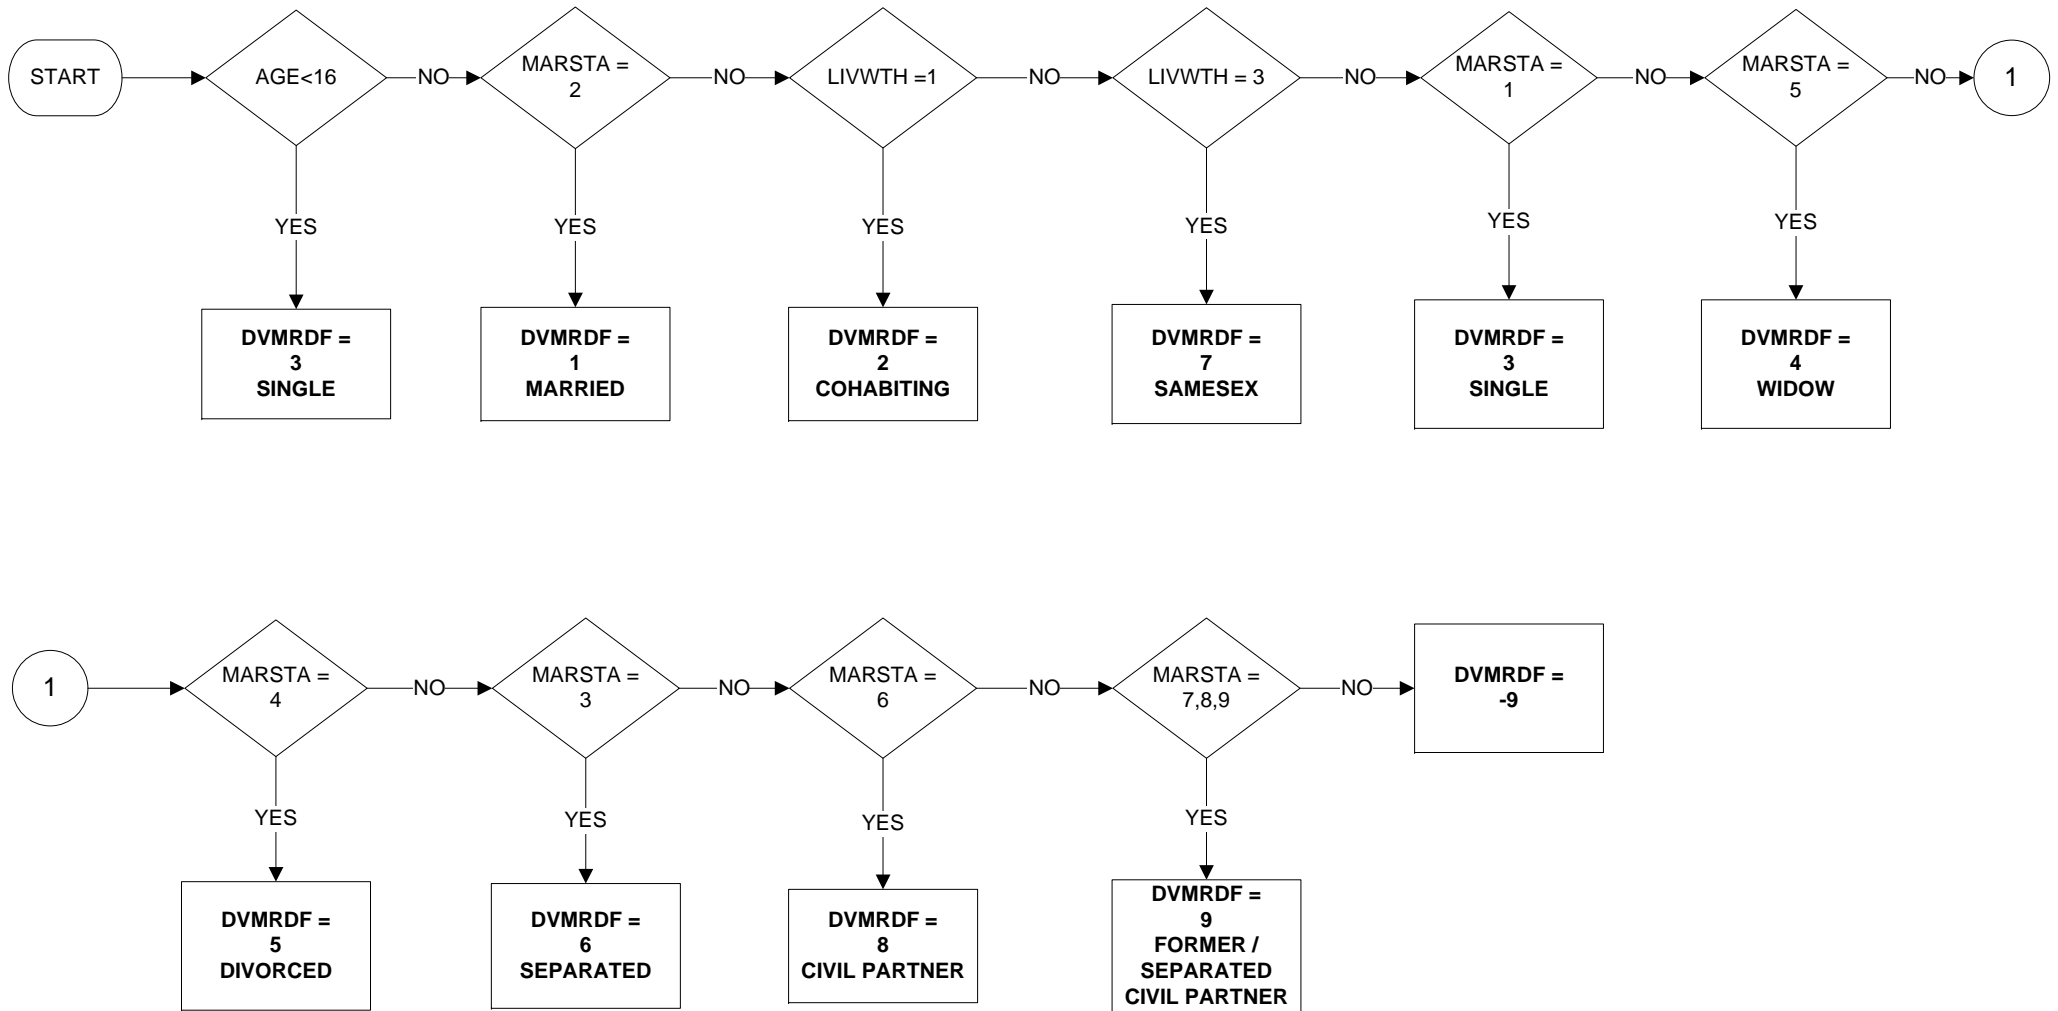 START
AGE<16
NO
MARSTA =
2
NO
LIVWTH =1
NO
LIVWTH = 3
NO
MARSTA =
1
NO
MARSTA =
5
NO
1
YES
YES
YES
YES
YES
YES
DVMRDF =
3
SINGLE
DVMRDF =
1
MARRIED
DVMRDF =
2
COHABITING
DVMRDF =
7
SAMESEX
DVMRDF =
3
SINGLE
DVMRDF =
4
WIDOW
1
MARSTA =
4
NO
MARSTA =
3
NO
MARSTA =
6
NO
MARSTA =
7,8,9
NO
DVMRDF =
-9
YES
YES
YES
YES
DVMRDF =
5
DIVORCED
DVMRDF =
6
SEPARATED
DVMRDF =
8
CIVIL PARTNER
DVMRDF =
9
FORMER /
SEPARATED
CIVIL PARTNER